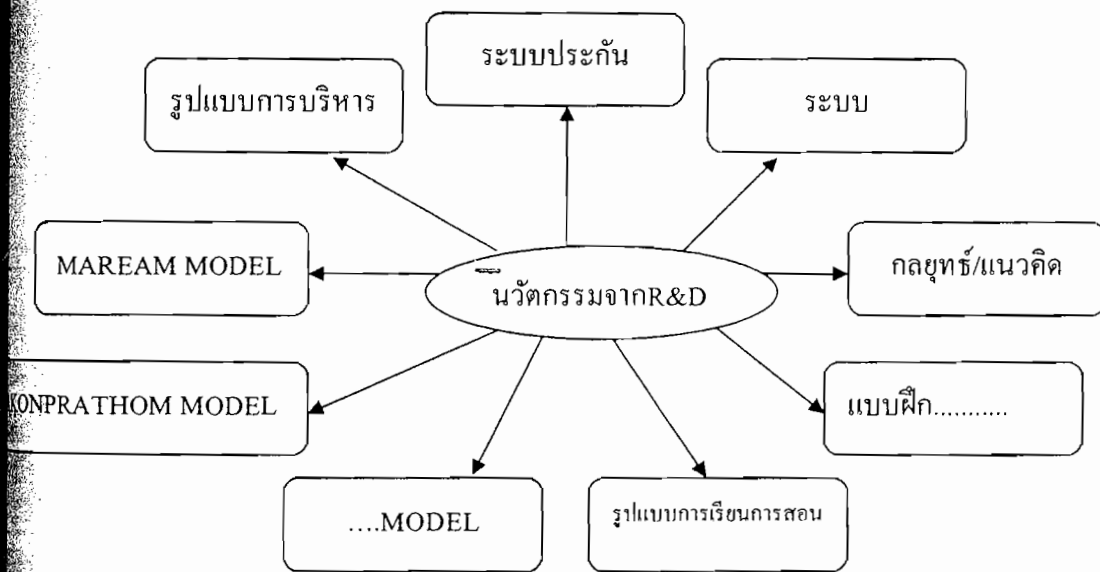 ระบบประกัน
รูปแบบการบริหาร
ระบบ
MAREAM MODEL
กลยุทธ์/แนวคิด
นวัตกรรมจากR&D
KONPRATHOM MODEL
แบบฝึก...........
....MODEL
รูปแบบการเรียนการสอน